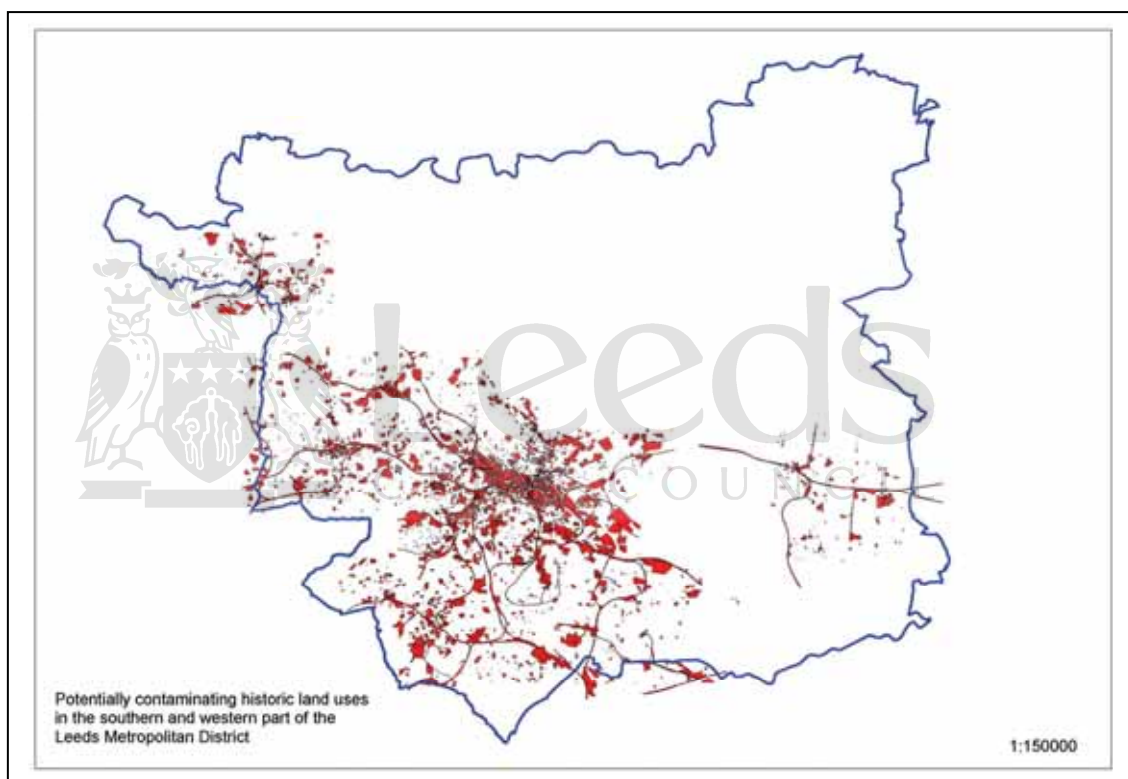 Leeds
CITY COUNCIL
Potentially contaminating historic land uses
in the southern and western part of the
Leeds Metropolitan District
1:150000